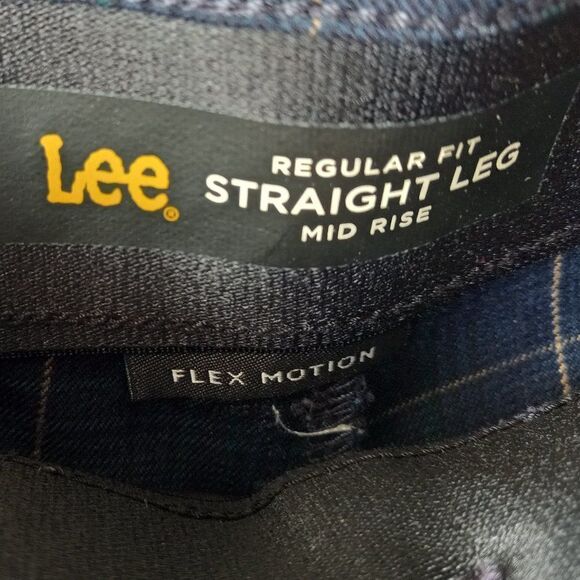 Lee®
REGULAR FIT
STRAIGHT LEG
MID RISE
FLEX MOTION